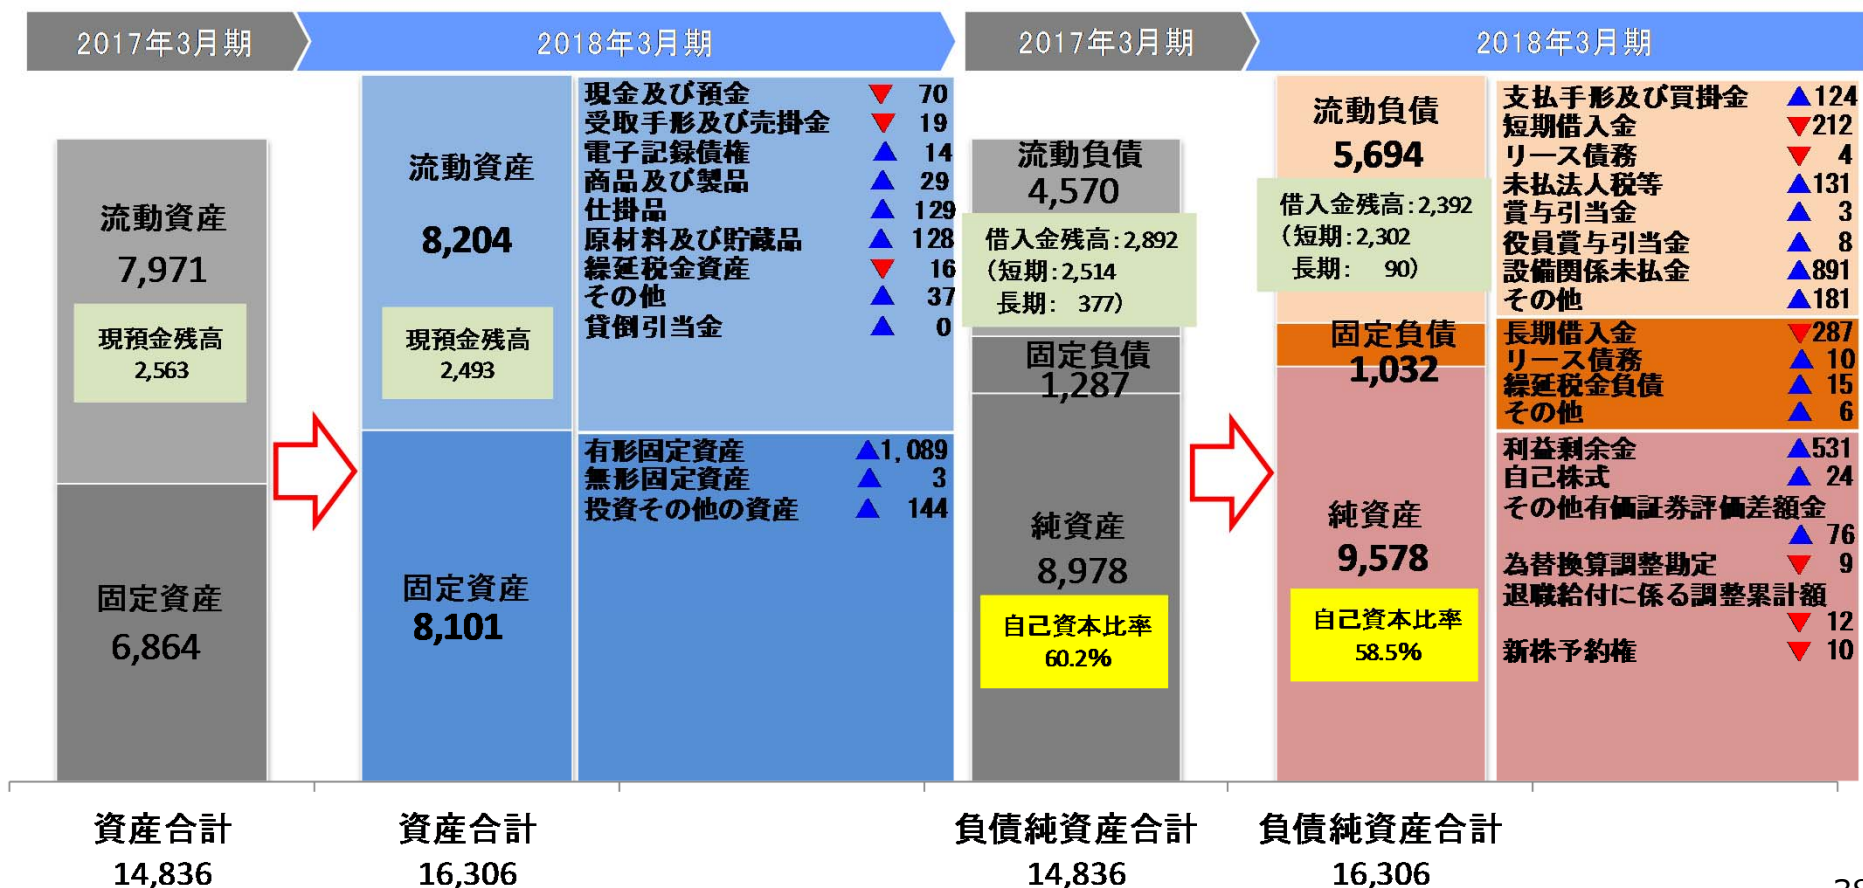 2017年3月期
2018年3月期
2017年3月期
2018年3月期
流動資産
7,971
現預金残高
2,563
固定資産
6,864
流動資産
8,204
現預金残高
2,493
固定資産
8,101
現金及び預金 ▼ 70
受取手形及び売掛金 ▼ 19
電子記録債権 ▲ 14
商品及び製品 ▲ 29
仕掛品 ▲ 129
原材料及び貯蔵品 ▲ 128
繰延税金資産 ▼ 16
その他 ▲ 37
貸倒引当金 ▲ 0
有形固定資産 ▲1,089
無形固定資産 ▲ 3
投資その他の資産 ▲ 144
流動負債
4,570
借入金残高:2,892
(短期:2,514
長期: 377)
固定負債
1,287
純資産
8,978
自己資本比率
60.2%
流動負債
5,694
借入金残高:2,392
(短期:2,302
長期: 90)
固定負債
1,032
純資産
9,578
自己資本比率
58.5%
支払手形及び買掛金 ▲124
短期借入金 ▼212
リース債務 ▼ 4
未払法人税等 ▲131
賞与引当金 ▲ 3
役員賞与引当金 ▲ 8
設備関係未払金 ▲891
その他 ▲181
長期借入金 ▼287
リース債務 ▲ 10
繰延税金負債 ▲ 15
その他 ▲ 6
利益剰余金 ▲531
自己株式 ▲ 24
その他有価証券評価差額金
▲ 76
為替換算調整勘定 ▼ 9
退職給付に係る調整累計額
▼ 12
新株予約権 ▼ 10
資産合計
14,836
資産合計
16,306
負債純資産合計
14,836
負債純資産合計
16,306